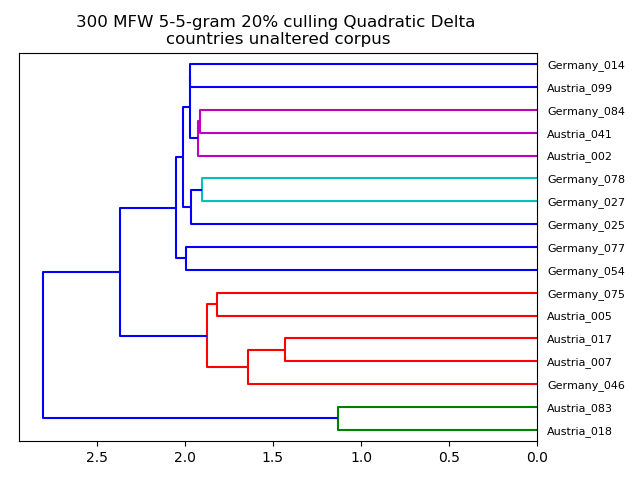 300 MFW 5-5-gram 20% culling Quadratic Delta
countries unaltered corpus
Germany_014
Austria_099
Germany_084
Austria_041
Austria_002
Germany_078
Germany_027
Germany_025
Germany_077
Germany_054
Germany_075
Austria_005
Austria_017
Austria_007
Germany_046
Austria_083
Austria_018
2.5 2.0 1.5 1.0 0.5 0.0